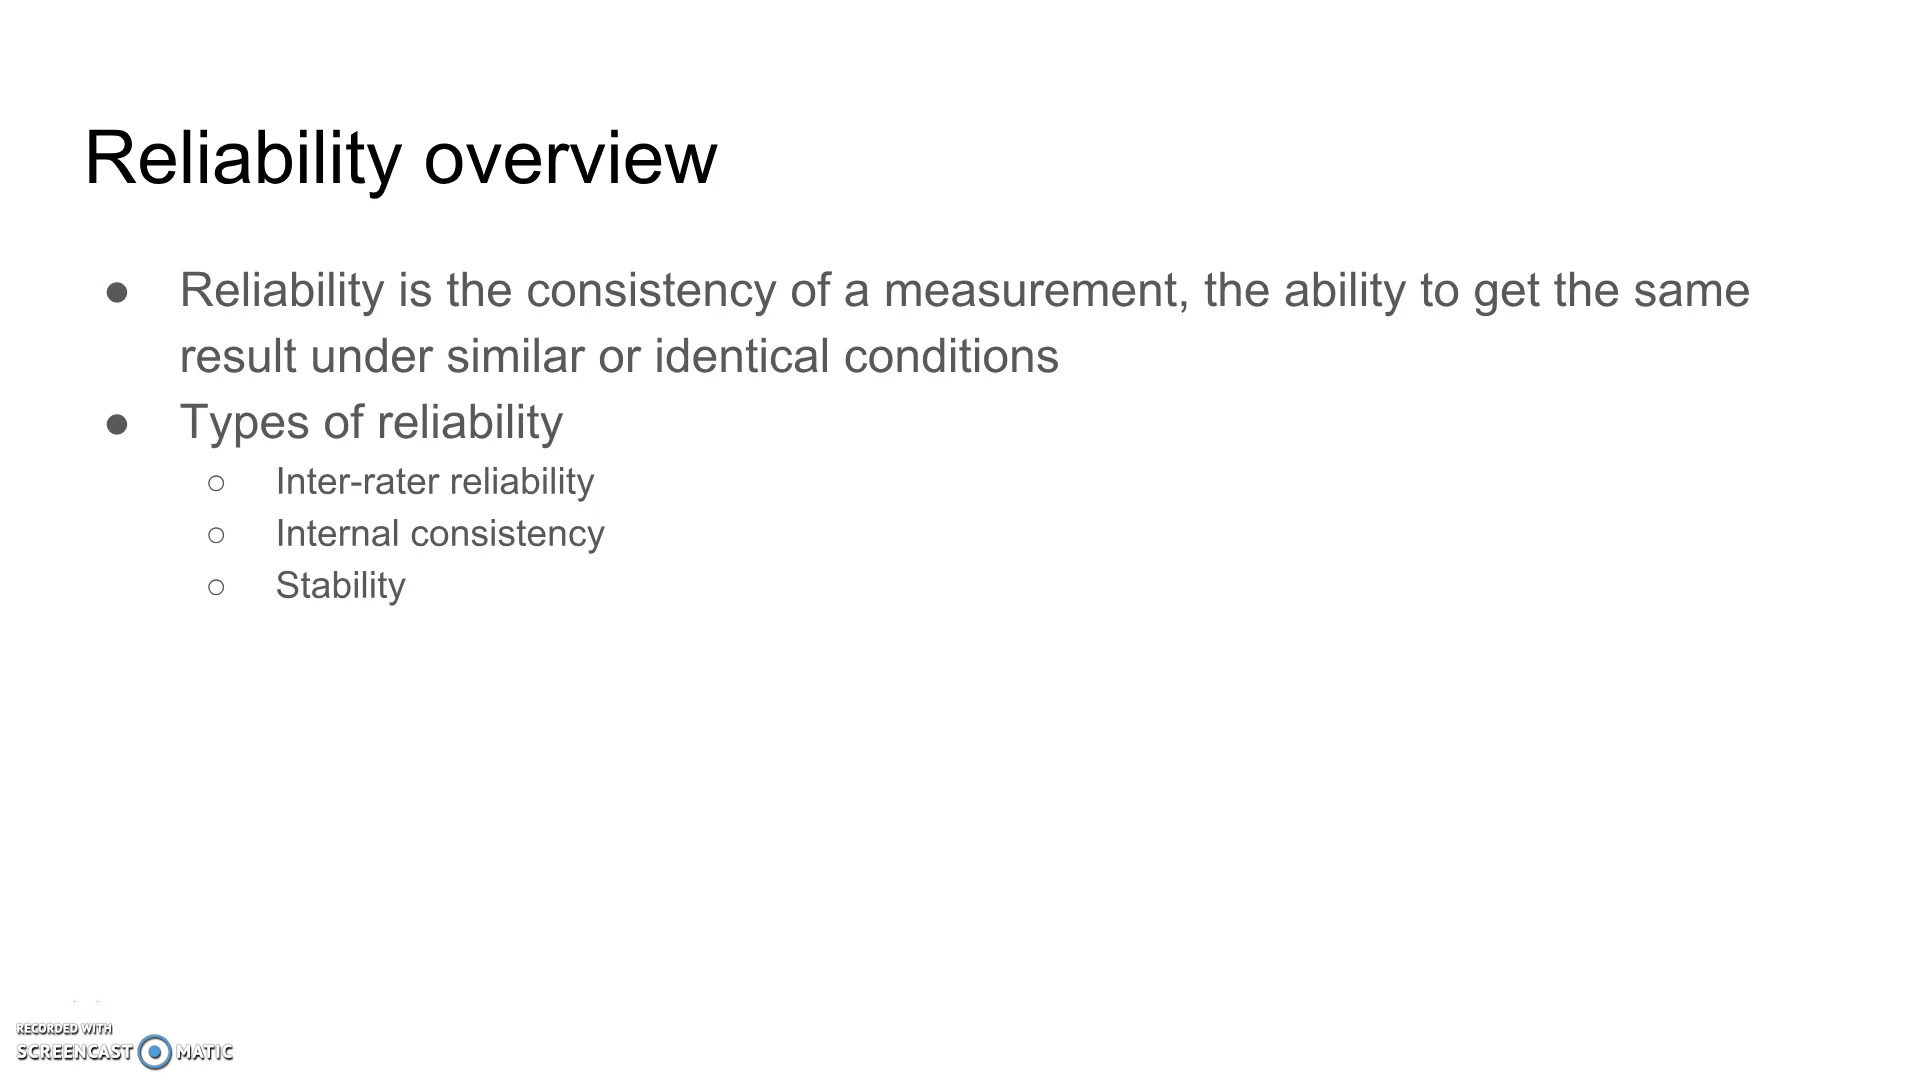 Reliability overview
● Reliability is the consistency of a measurement, the ability to get the same
result under similar or identical conditions
● Types of reliability
○ Inter-rater reliability
○ Internal consistency
○ Stability
RECORDED WITH
SCREENCAST MATIC